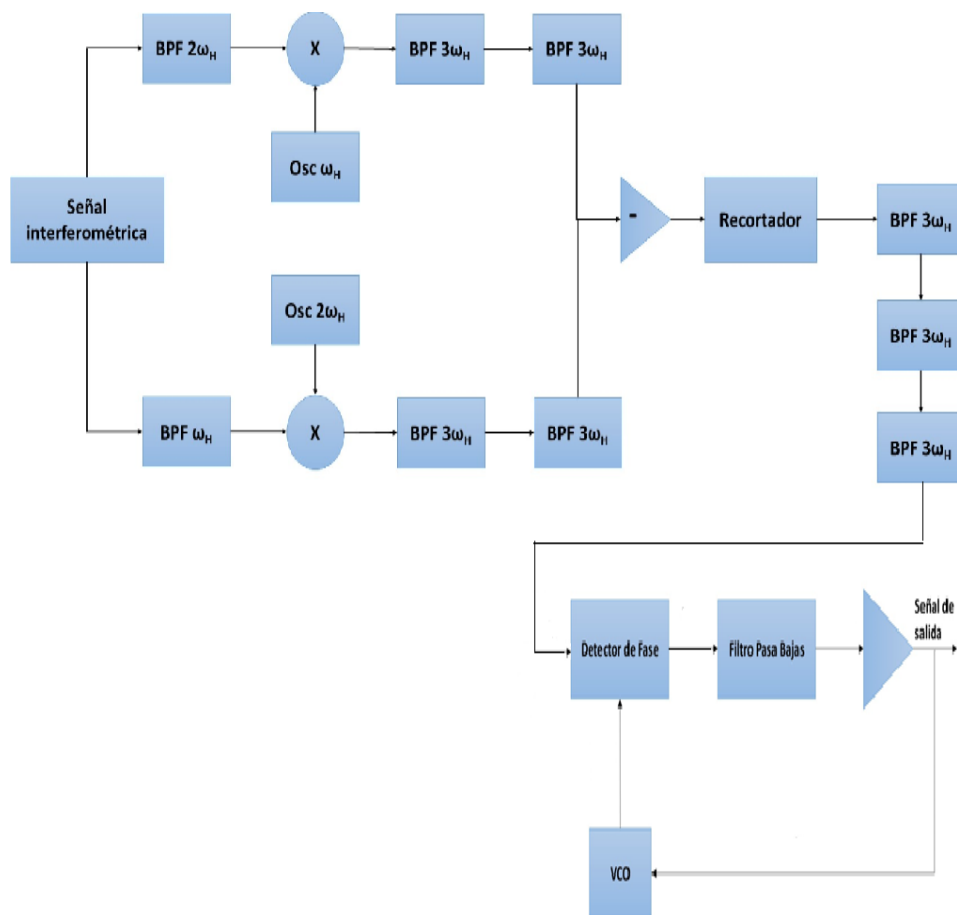 BPF 2ωH
X
BPF 3ωH
BPF 3ωH
Osc ωH
Señal
interferométrica
-
Recortador
BPF 3ωH
Osc 2ωH
BPF 3ωH
BPF ωH
X
BPF 3ωH
BPF 3ωH
BPF 3ωH
Detector de Fase
Filtro Pasa Bajas
Señal de
salida
VCO